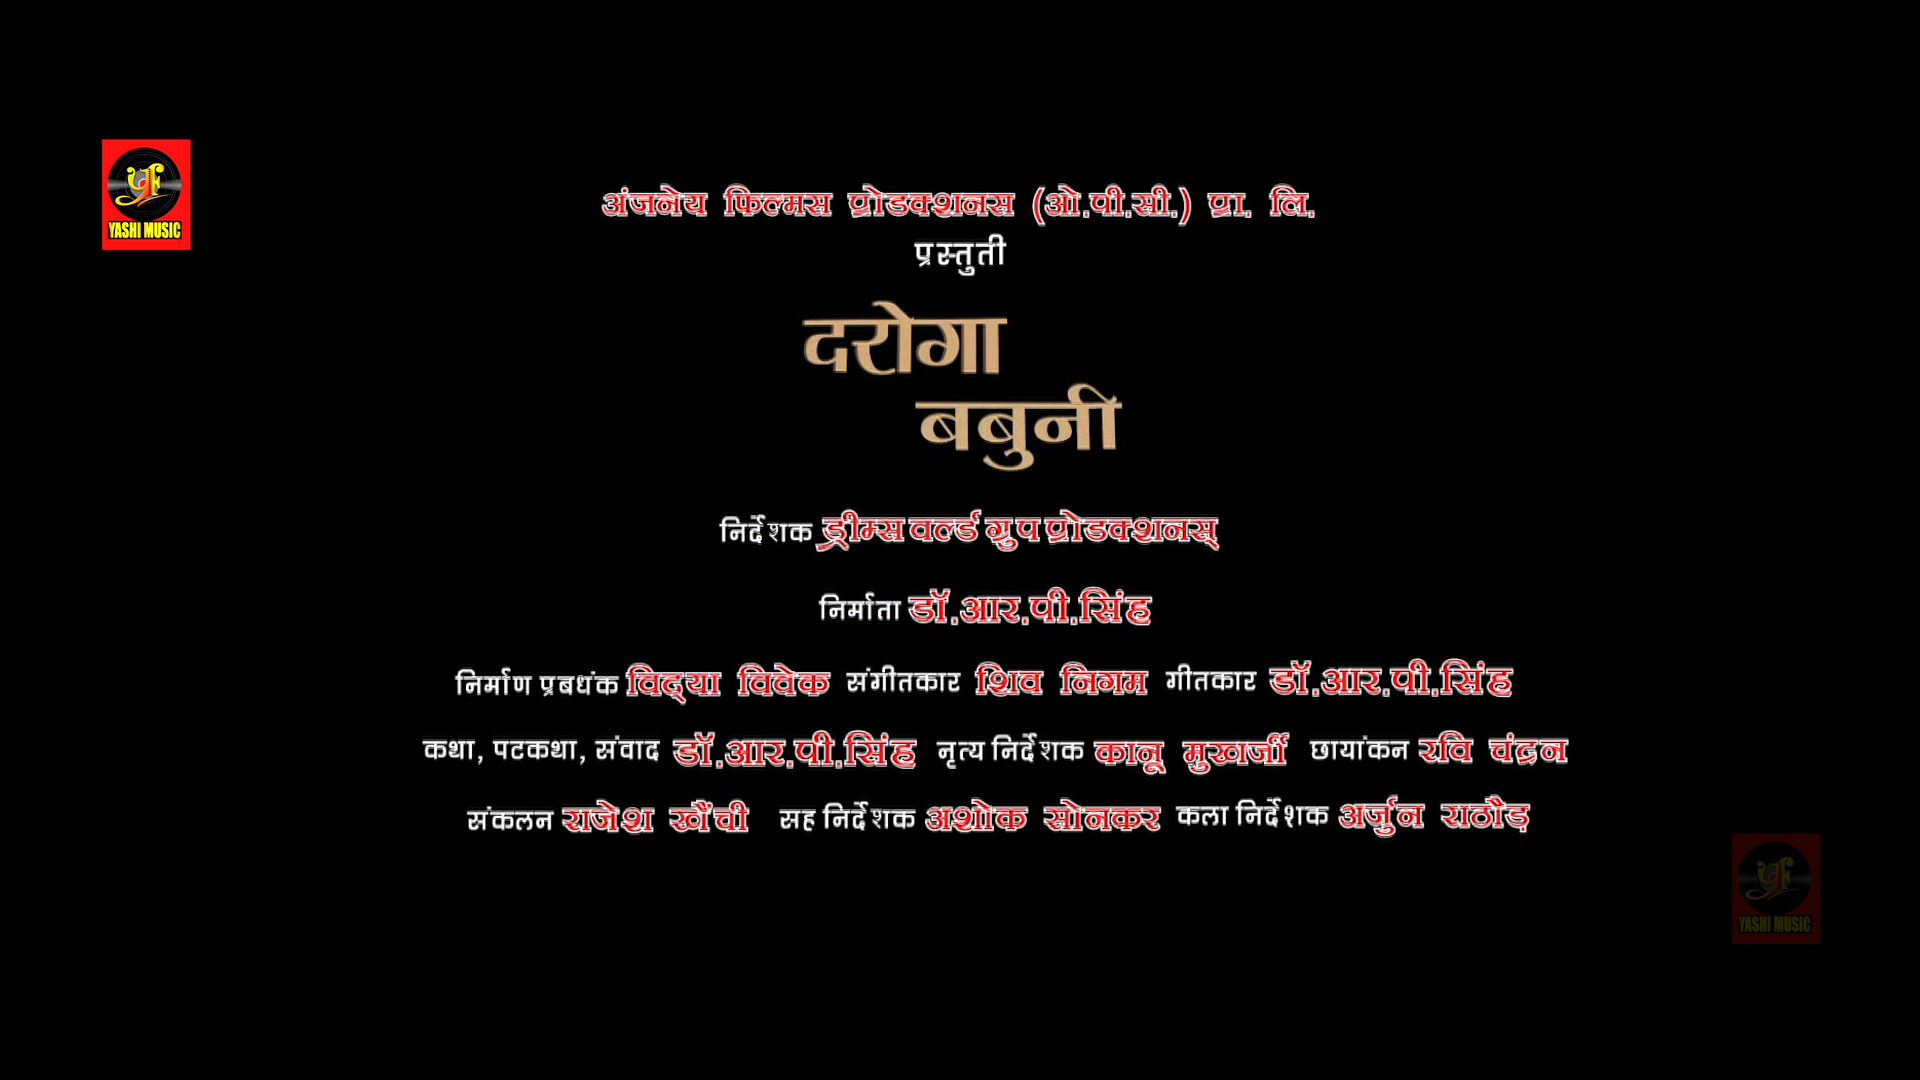 YASHI MUSIC
अंजनेय फिल्मस प्रोडक्शनस (ओ.पी.सी.) प्रा. लि.
प्रस्तुती
दरोगा
बबुनी
निर्देशक ड्रीम्स वर्ल्ड ग्रुप प्रोडक्शनस्
निर्माता डॉ.आर.पी.सिंह
निर्माण प्रबधंक विद्या विवेक संगीतकार शिव निगम गीतकार डॉ.आर.पी.सिंह
कथा, पटकथा, संवाद डॉ.आर.पी.सिंह नृत्य निर्देशक कानू मुखर्जी छायांकन रवि चंद्रन
संकलन राजेश खैंची सह निर्देशक अशोक सोनकर कला निर्देश़क अर्जुन राठौड़
YASHI MUSIC